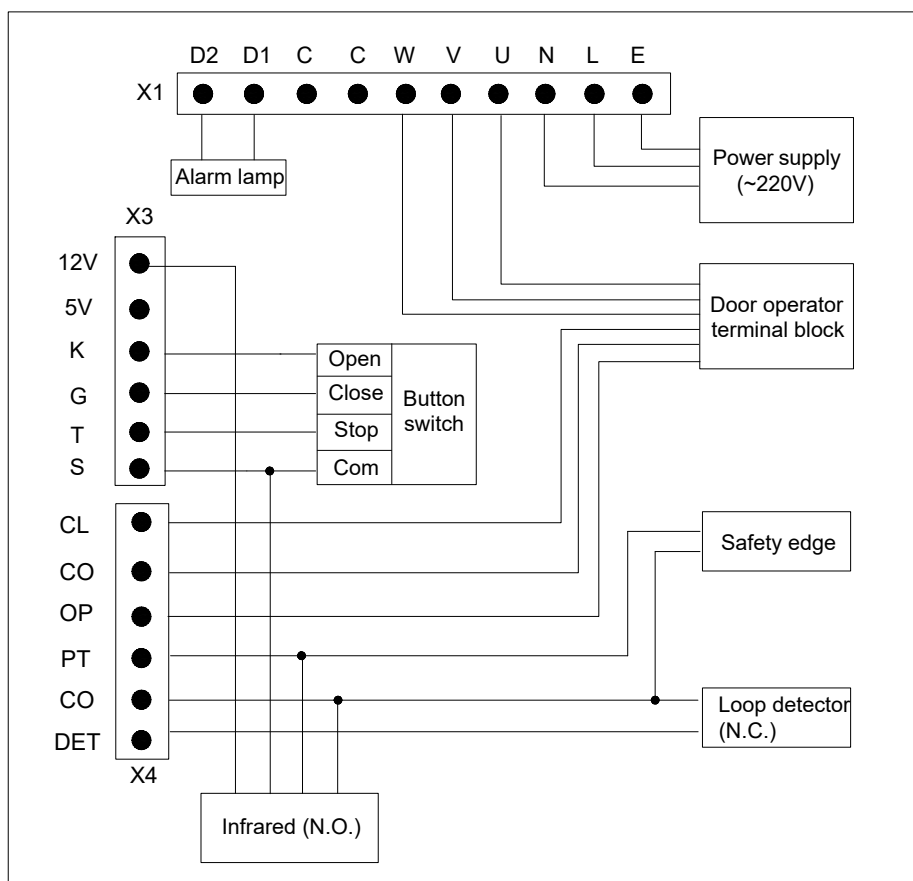 D2 D1 C C W V U N L E
X1
Alarm lamp
Power supply
(~220V)
X3
12V
5V
K
G
T
S
Open
Close
Stop
Com
Button
switch
Door operator
terminal block
CL
CO
OP
PT
CO
DET
X4
Safety edge
Loop detector
(N.C.)
Infrared (N.O.)